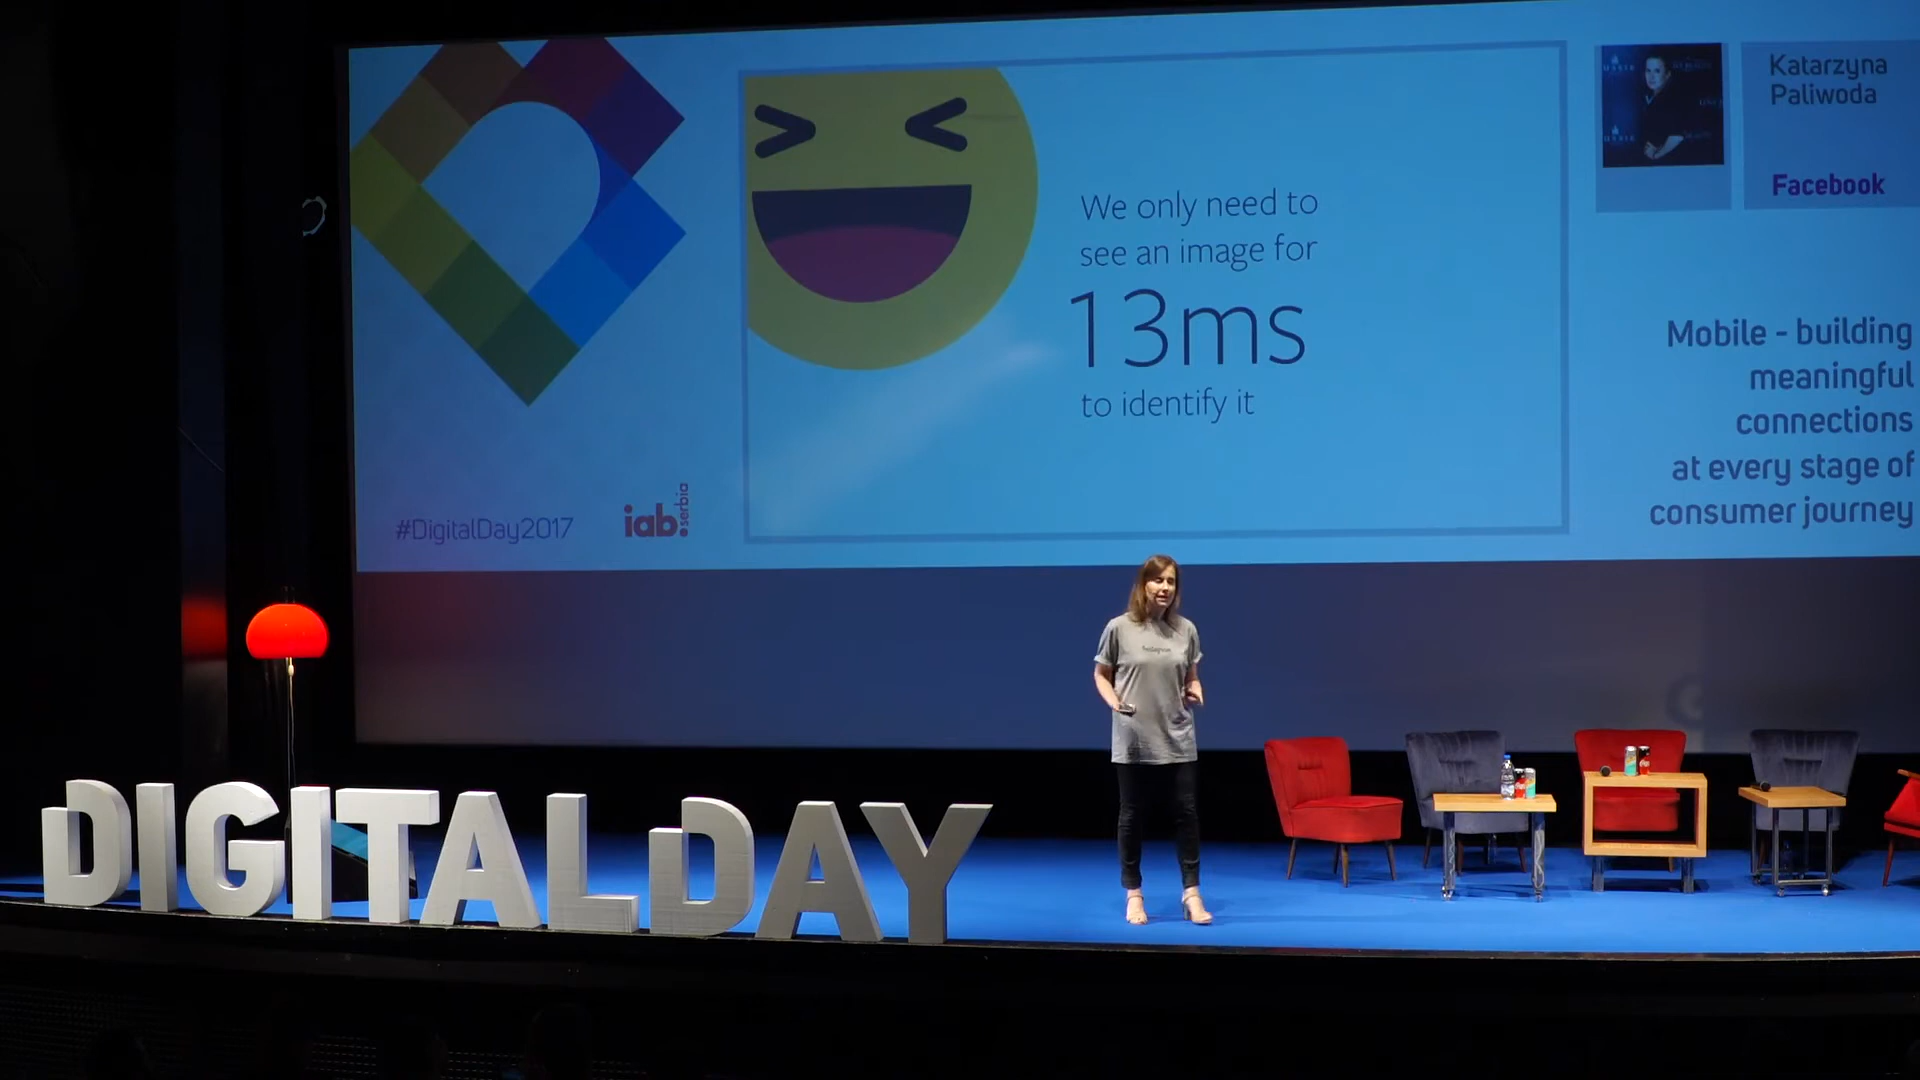 We only need to
see an image for
13ms
to identify it
Katarzyna
Paliwoda
Facebook
Mobile - building
meaningful
connections
at every stage of
consumer journey
#DigitalDay2017
iab.
serbia
Instagram
DIGITALDAY